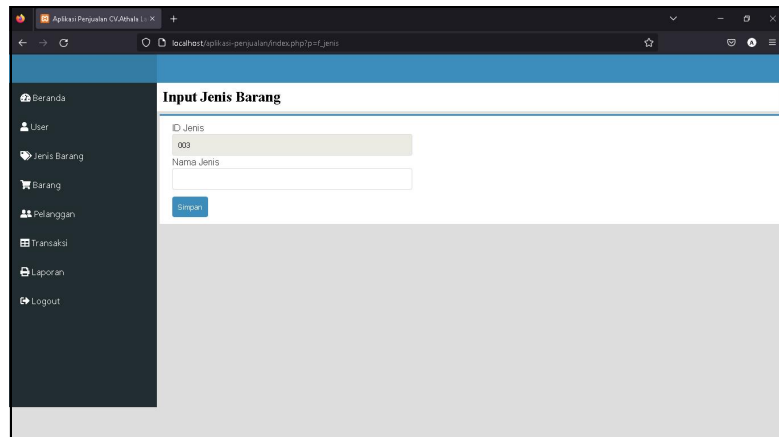 Aplikasi Penjualan CV.Athala
localhost/aplikasi-penjualan/index.php?p=f_jenis
Beranda
User
Jenis Barang
Barang
Pelanggan
Transaksi
Laporan
Logout
Input Jenis Barang
ID Jenis
003
Nama Jenis
Simpan